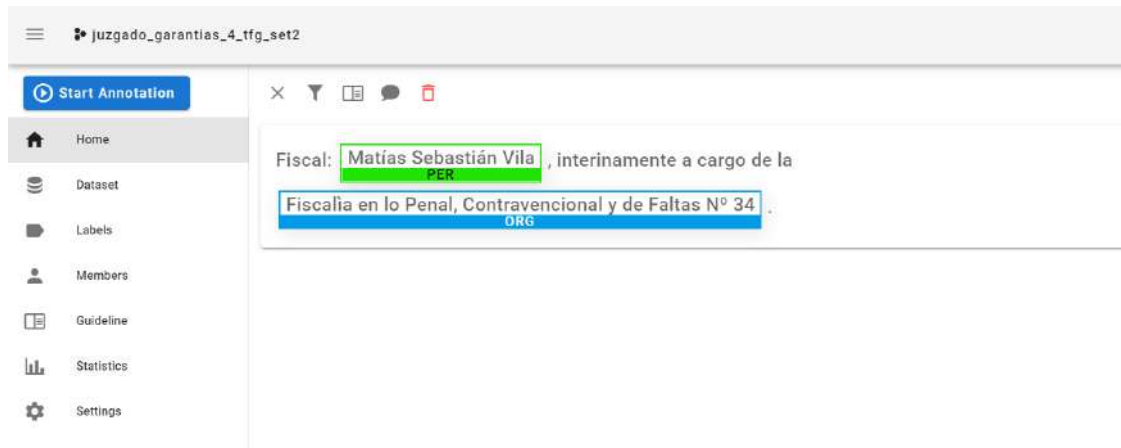 juzgado_garantias_4_tfg_set2
Start Annotation
Home
Dataset
Labels
Members
Guideline
Statistics
Settings
Fiscal: Matías Sebastián Vila , interinamente a cargo de la
PER
Fiscalìa en lo Penal, Contravencional y de Faltas Nº 34 .
ORG